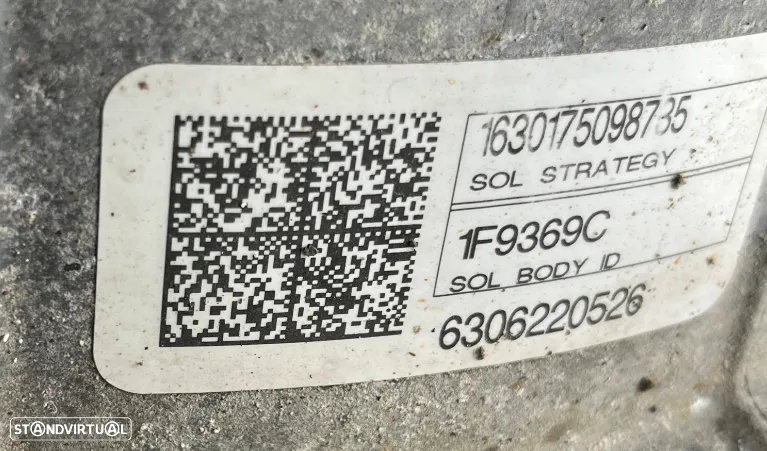 1630175098735
SOL STRATEGY
1F9369C
SOL BODY ID
6306220526
STANDVIRTUAL